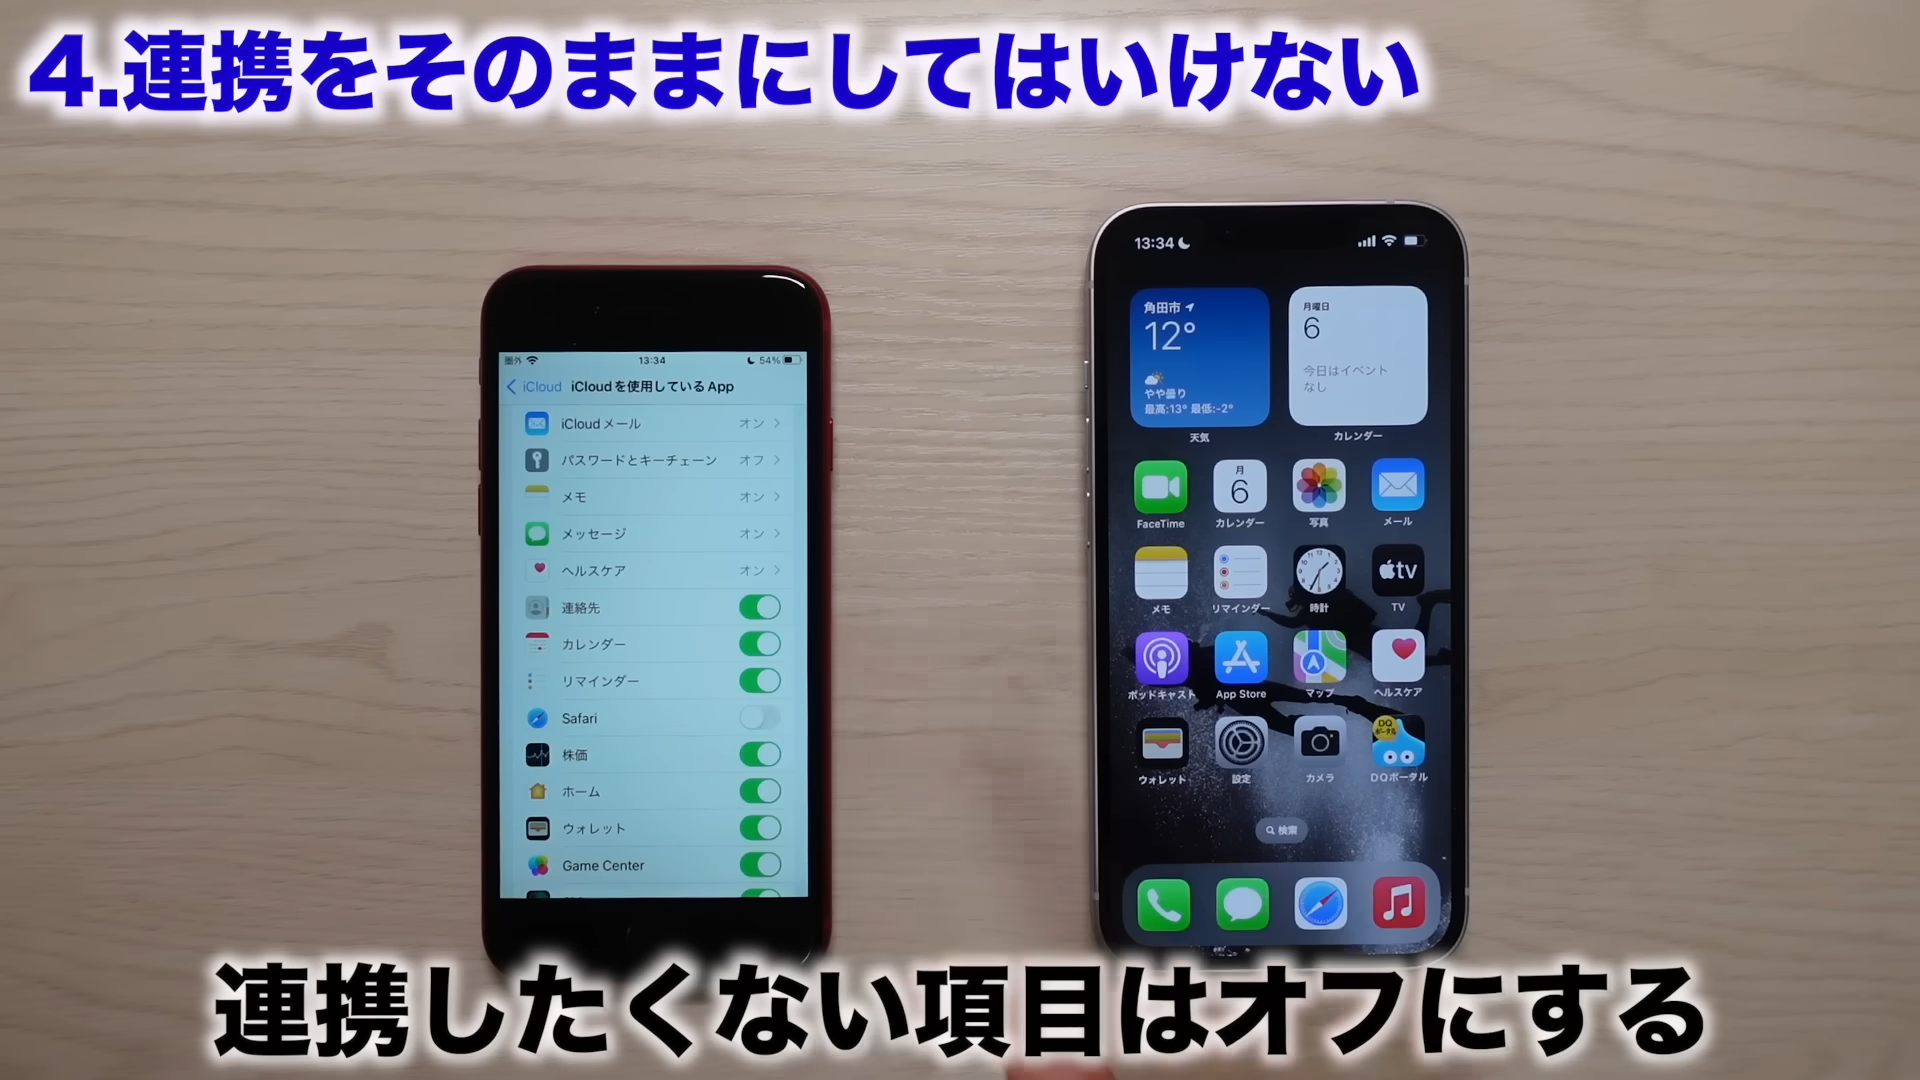 4.連携をそのままにしてはいけない
圏外 13:34 54%
iCloud iCloudを使用しているApp
iCloudメール オン
パスワードとキーチェーン オフ
メモ オン
メッセージ オン
ヘルスケア オン
連絡先
カレンダー
リマインダー
Safari
株価
ホーム
ウォレット
Game Center
13:34
角田市
12°
やや曇り
最高:13° 最低:-2°
天気
月曜日
6
今日はイベント
なし
カレンダー
月
6
FaceTime カレンダー 写真 メール
tv
メモ リマインダー 時計 TV
ポッドキャスト App Store マップ ヘルスケア
DQ
ポータル
ウォレット 設定 カメラ DQポータル
検索
連携したくない項目はオフにする